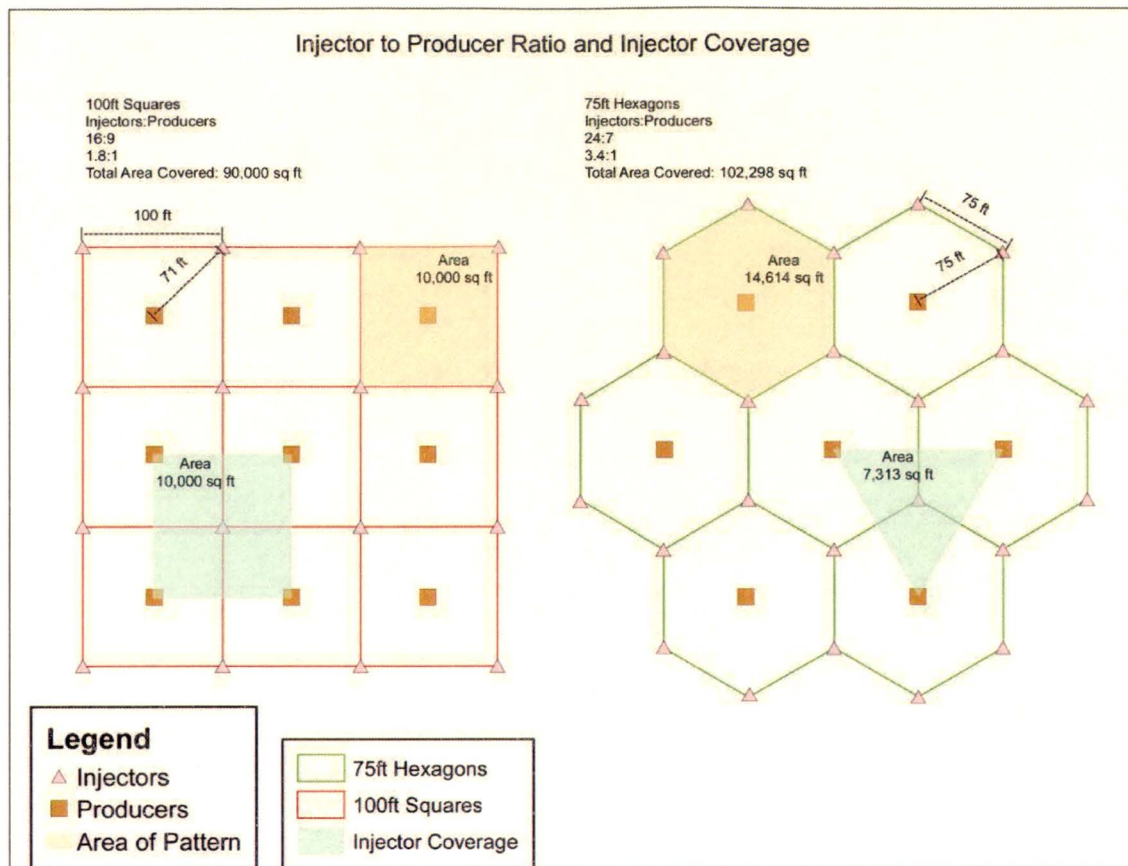 Injector to Producer Ratio and Injector Coverage
100ft Squares
Injectors:Producers
16:9
1.8:1
Total Area Covered: 90,000 sq ft
75ft Hexagons
Injectors:Producers
24:7
3.4:1
Total Area Covered: 102,298 sq ft
100 ft
71 ft
Area
10,000 sq ft
Area
10,000 sq ft
75 ft
75 ft
Area
14,614 sq ft
Area
7,313 sq ft
Legend
Injectors
Producers
Area of Pattern
75ft Hexagons
100ft Squares
Injector Coverage